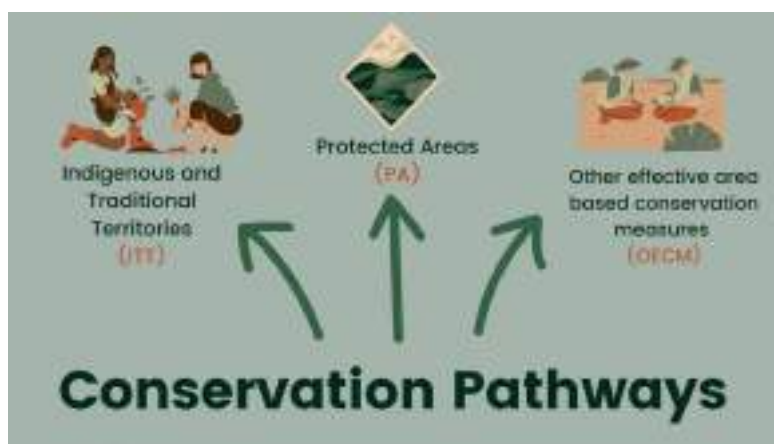 Indigenous and
Traditional
Territories
(ITT)
Protected Areas
(PA)
Other effective area
based conservation
measures
(OECM)
Conservation Pathways